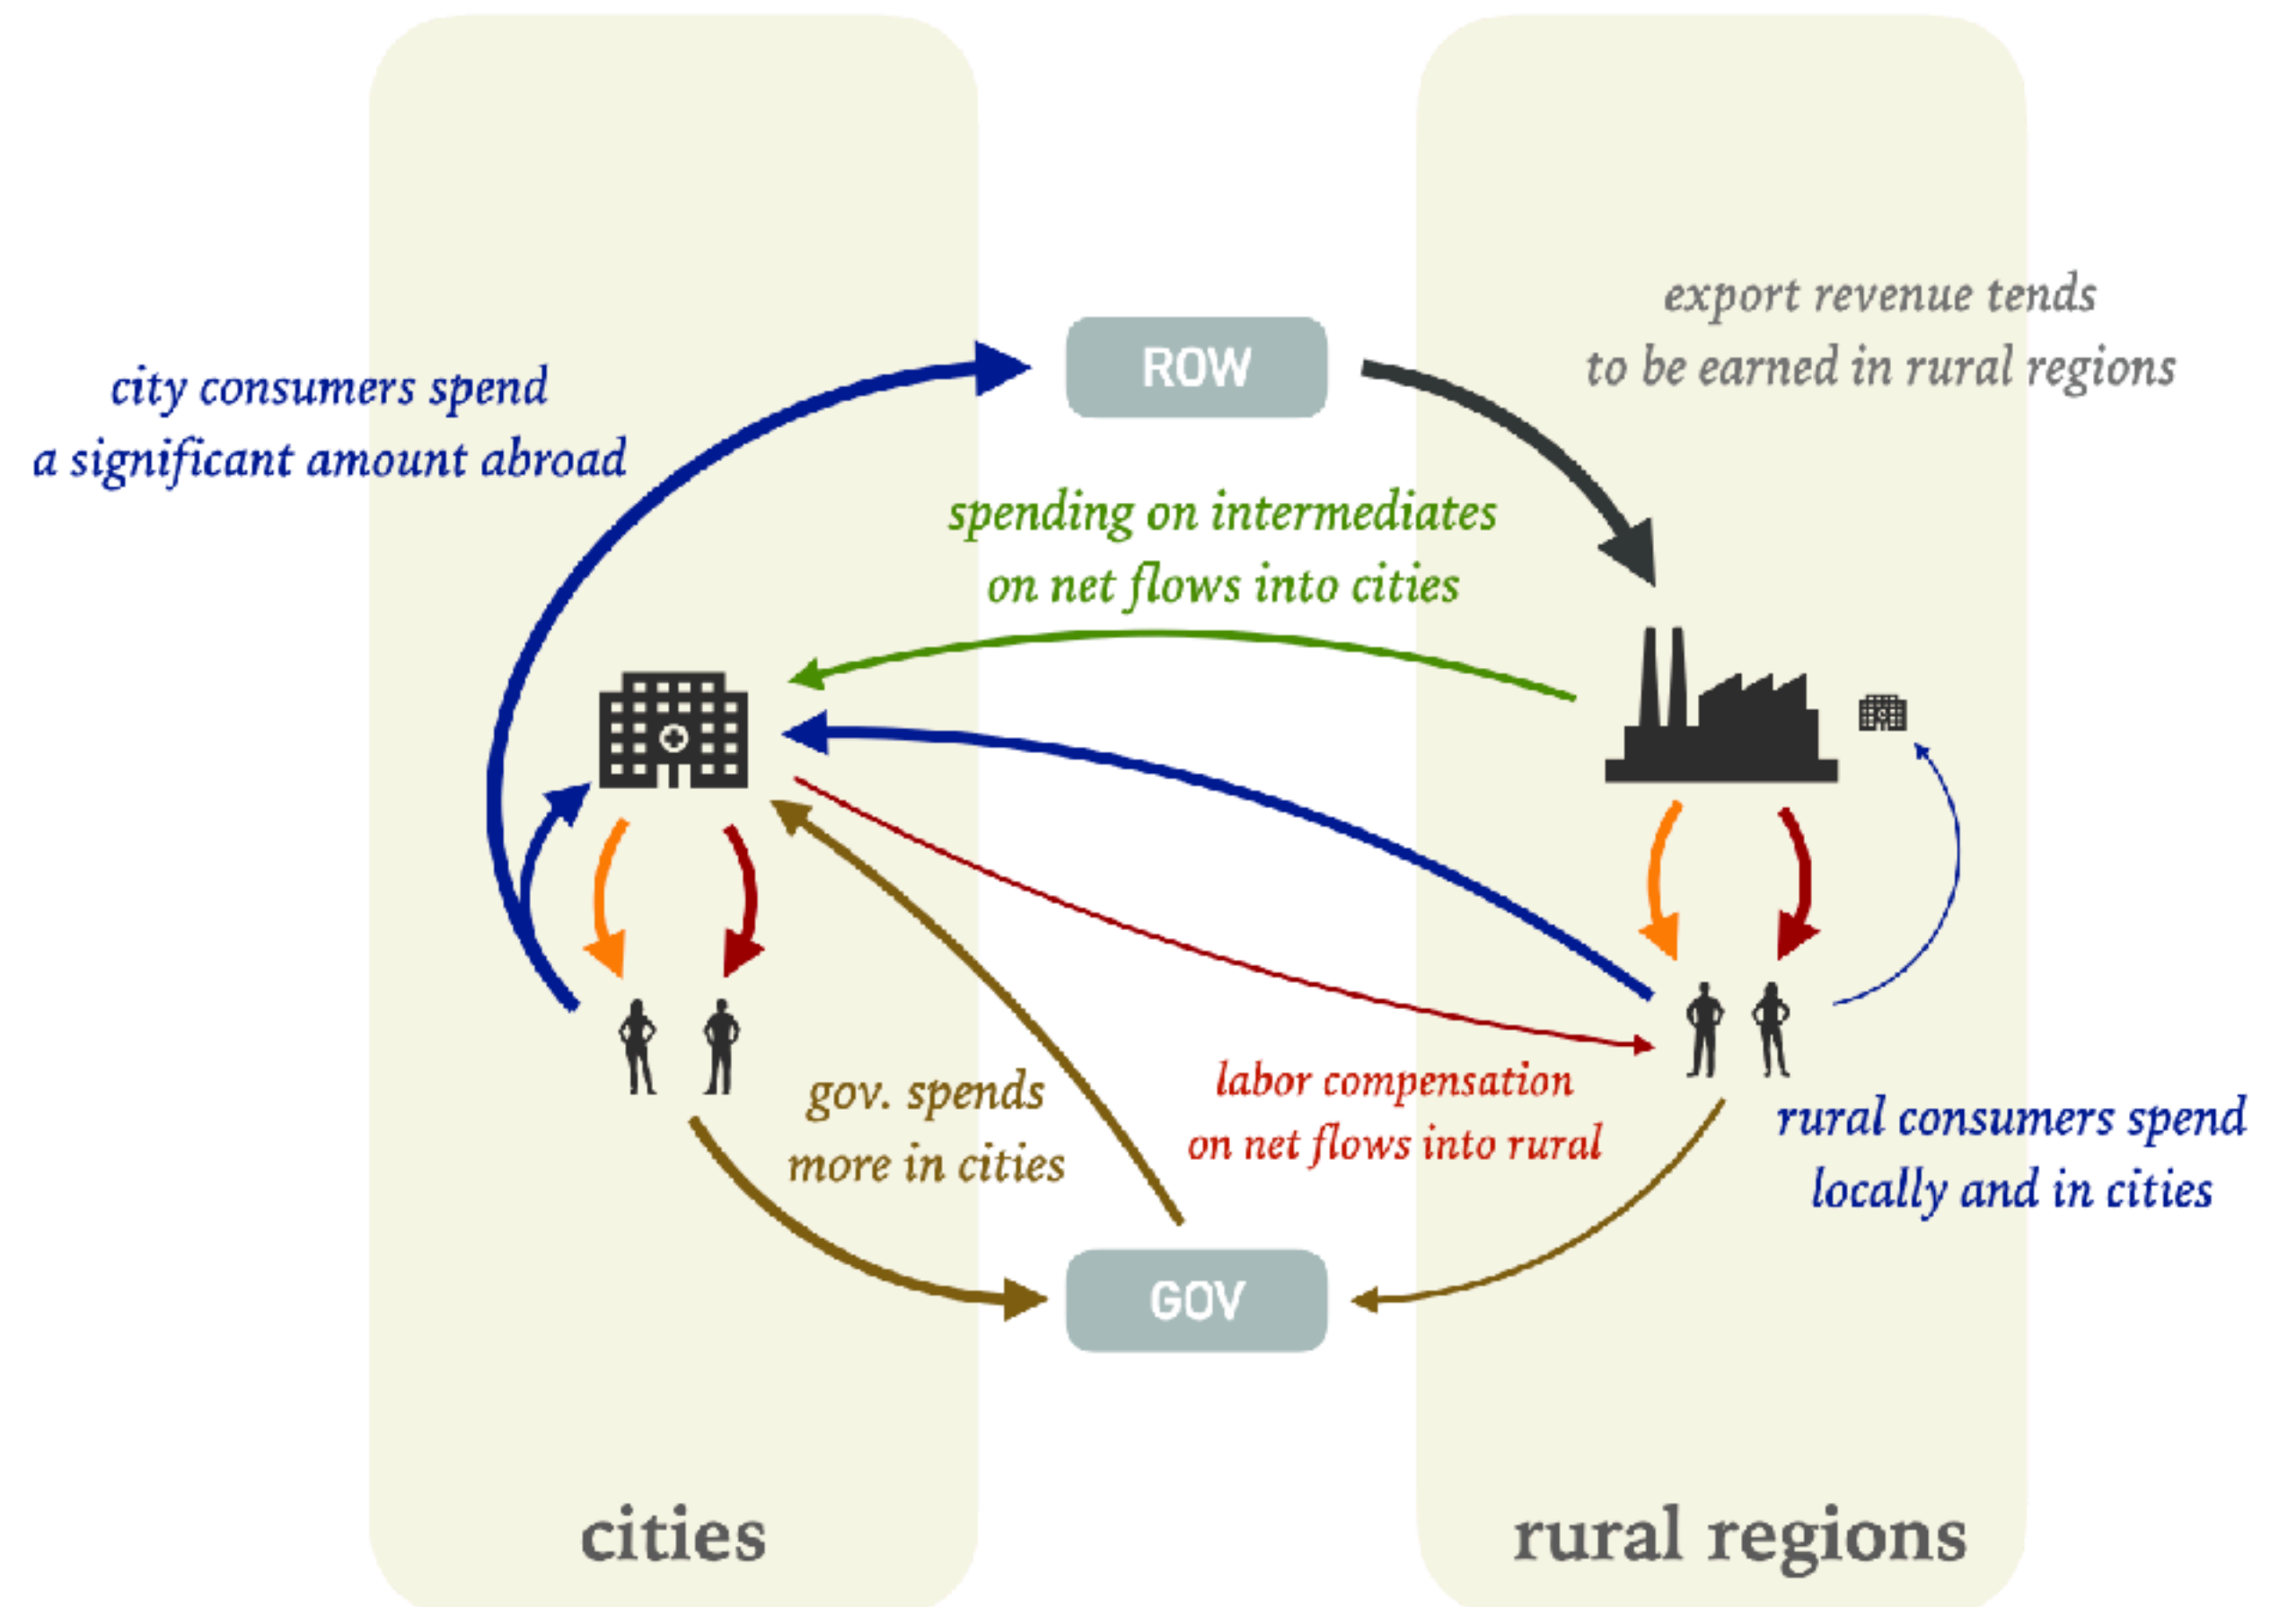 export revenue tends
to be earned in rural regions
ROW
city consumers spend
a significant amount abroad
spending on intermediates
on net flows into cities
gov. spends
more in cities
labor compensation
on net flows into rural
rural consumers spend
locally and in cities
GOV
cities
rural regions